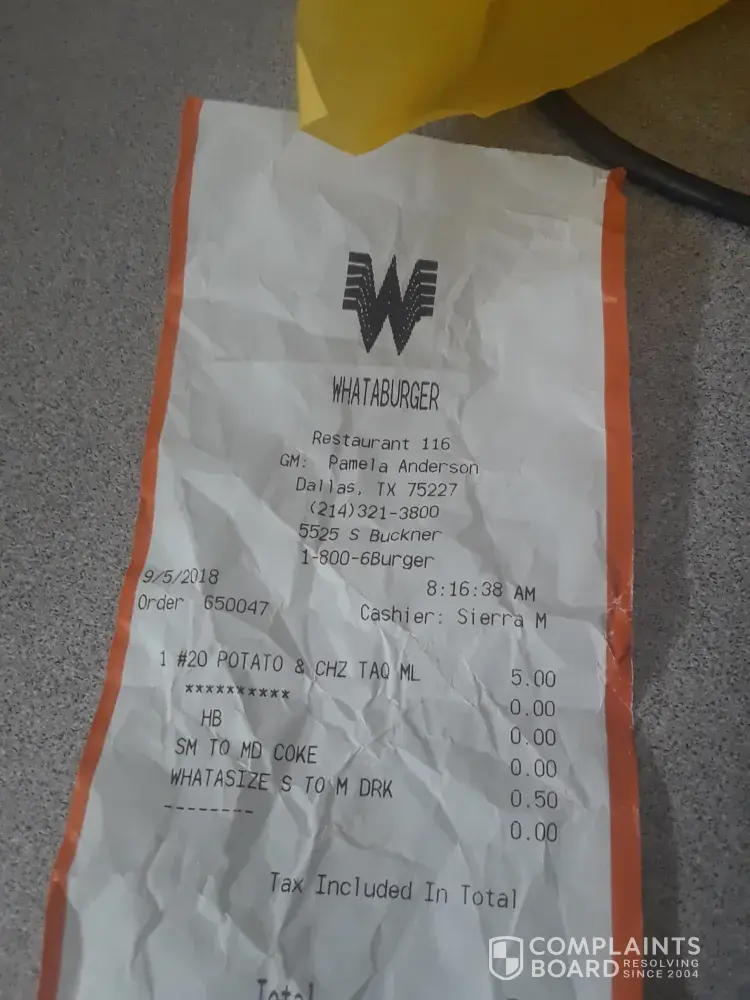 W
WHATABURGER
Restaurant 116
GM: Pamela Anderson
Dallas, TX 75227
(214)321-3800
5525 S Buckner
1-800-6Burger
9/5/2018 8:16:38 AM
Order 650047 Cashier: Sierra M
1 #20 POTATO & CHZ TAQ ML 5.00
********** 0.00
HB 0.00
SM TO MD COKE 0.00
WHATASIZE S TO M DRK 0.50
-------- 0.00
Tax Included In Total
Total
COMPLAINTS
BOARD RESOLVING
SINCE 2004